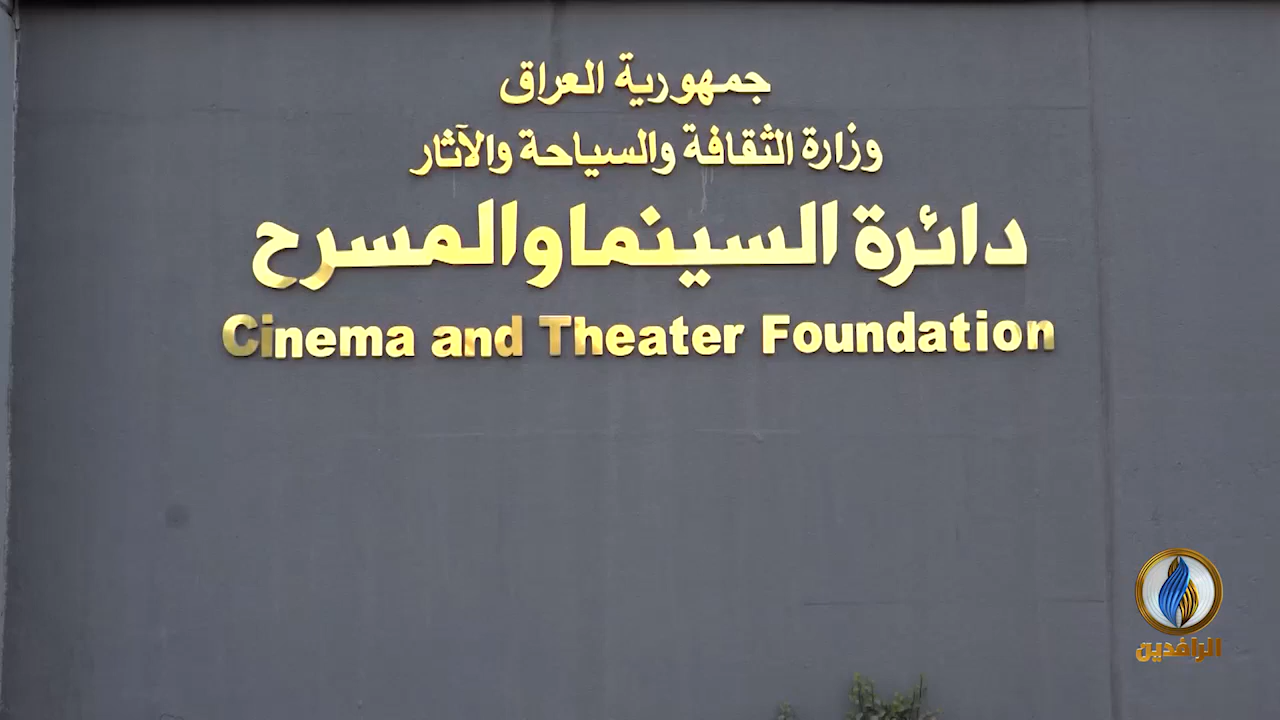 جمهورية العراق
وزارة الثقافة والسياحة والآثار
دائرة السينما والمسرح
Cinema and Theater Foundation
الرافدين